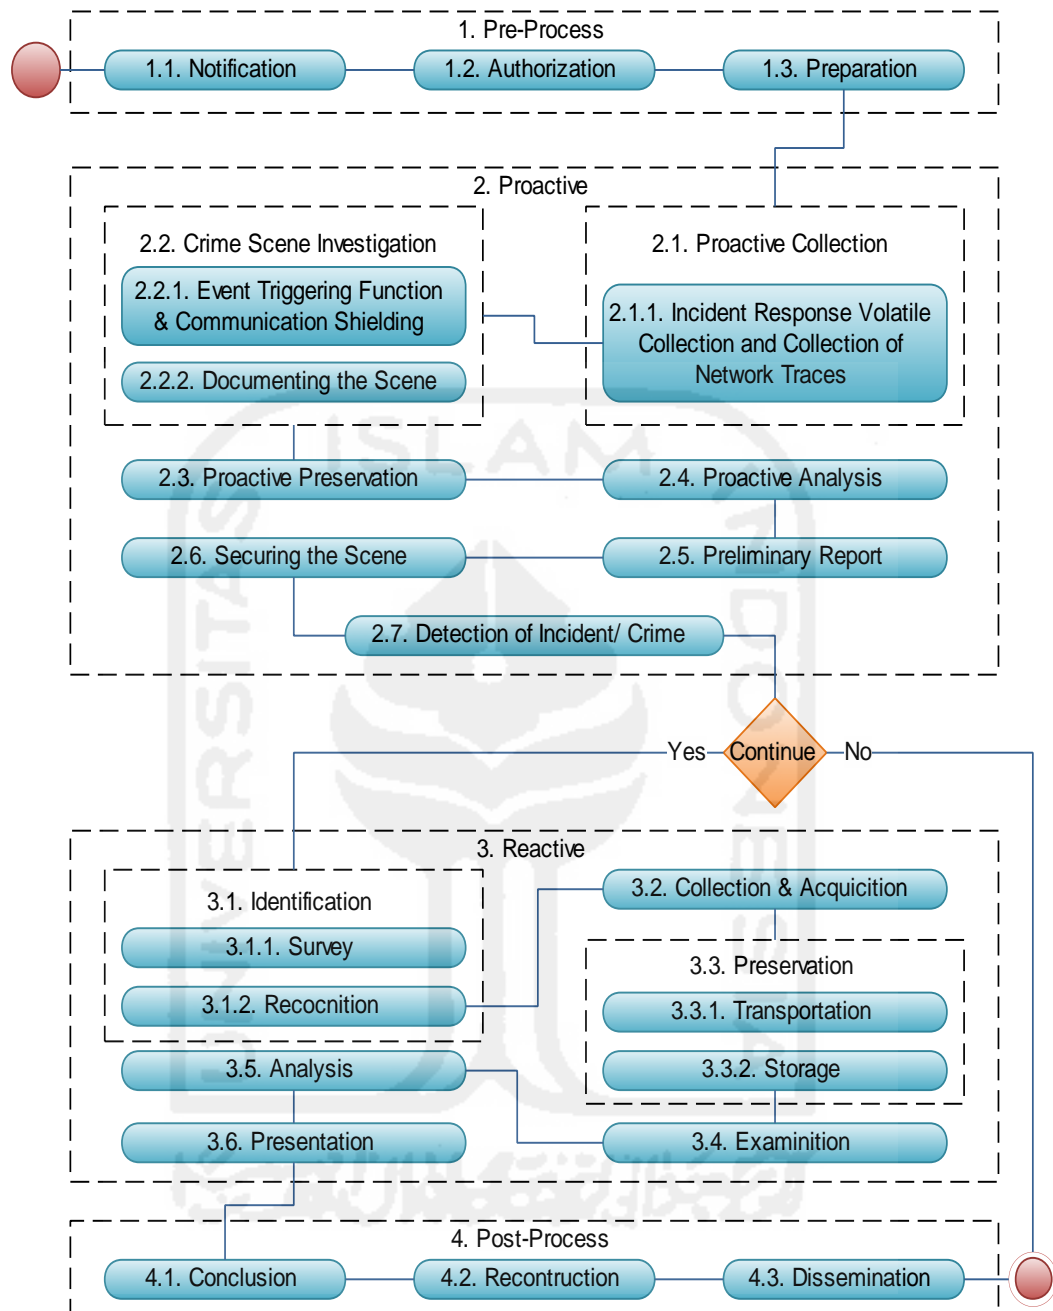 1. Pre-Process
1.1. Notification
1.2. Authorization
1.3. Preparation
2. Proactive
2.2. Crime Scene Investigation
2.2.1. Event Triggering Function
& Communication Shielding
2.2.2. Documenting the Scene
2.1. Proactive Collection
2.1.1. Incident Response Volatile
Collection and Collection of
Network Traces
2.3. Proactive Preservation
2.4. Proactive Analysis
2.6. Securing the Scene
2.5. Preliminary Report
2.7. Detection of Incident/ Crime
Yes
Continue
No
3. Reactive
3.1. Identification
3.1.1. Survey
3.1.2. Recocnition
3.2. Collection & Acquicition
3.3. Preservation
3.3.1. Transportation
3.3.2. Storage
3.5. Analysis
3.6. Presentation
3.4. Examinition
4. Post-Process
4.1. Conclusion
4.2. Recontruction
4.3. Dissemination
UNIVERSITAS
ISLAM
INDONESIA